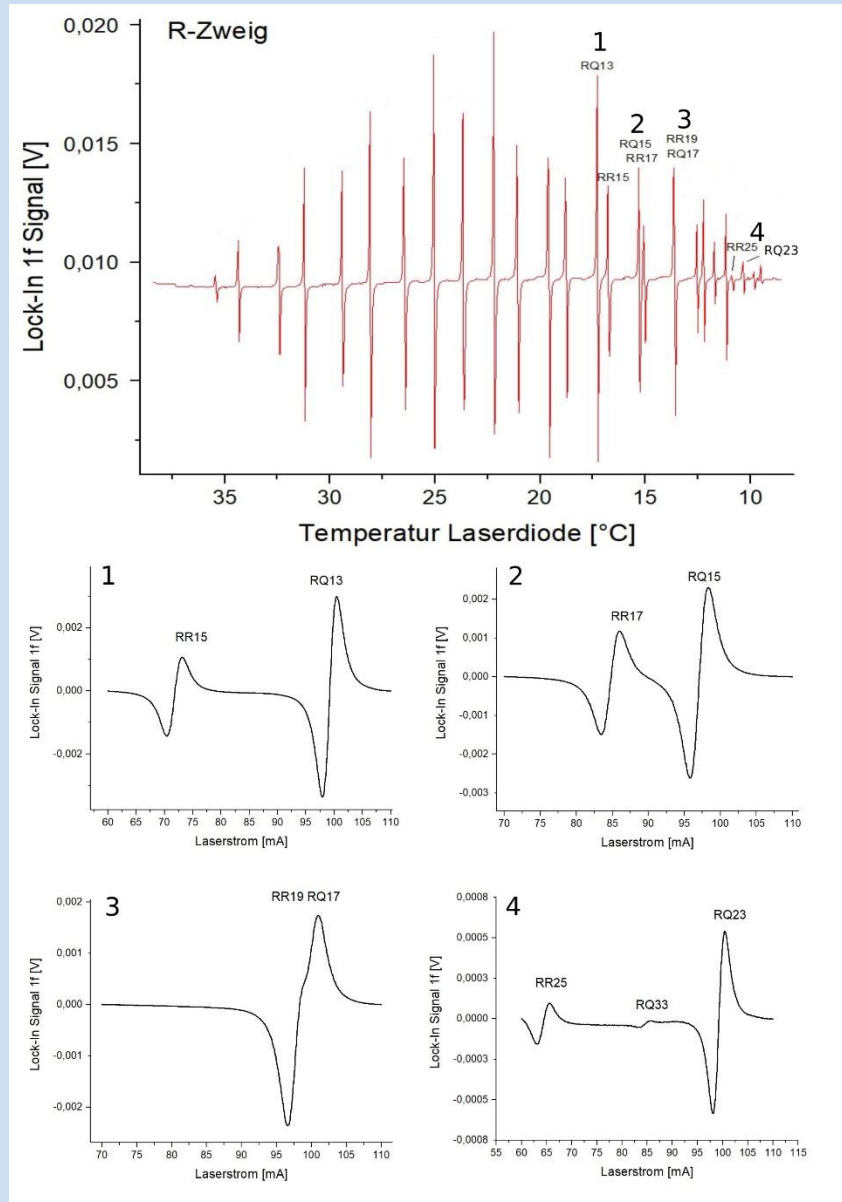 R-Zweig
0,020
0,015
0,010
0,005
Lock-In 1f Signal [V]
1
RQ13
RR15
2
RQ15
RR17
3
RR19
RQ17
4
RR25
RQ23
35 30 25 20 15 10
Temperatur Laserdiode [°C]
1
RQ13
RR15
0,002
0,000
-0,002
Lock-In Signal 1f [V]
60 65 70 75 80 85 90 95 100 105 110
Laserstrom [mA]
2
RQ15
RR17
0,002
0,001
0,000
-0,001
-0,002
-0,003
Lock-In Signal 1f [V]
70 75 80 85 90 95 100 105 110
Laserstrom [mA]
3
RR19 RQ17
0,002
0,001
0,000
-0,001
-0,002
Lock-In Signal 1f [V]
70 75 80 85 90 95 100 105 110
Laserstrom [mA]
4
RQ23
RR25
RQ33
0,0008
0,0005
0,0003
0,0000
-0,0003
-0,0005
-0,0008
Lock-In Signal 1f [V]
55 60 65 70 75 80 85 90 95 100 105 110 115
Laserstrom [mA]